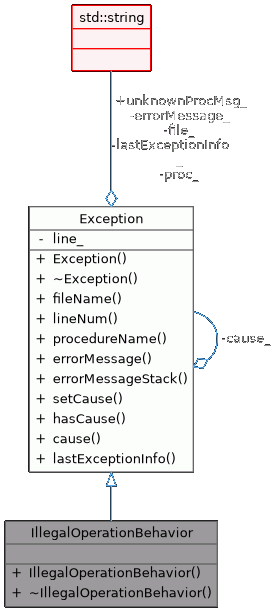 std::string
+unknownProcMsg_
-errorMessage_
-file_
-lastExceptionInfo
_
-proc_
Exception
- line_
+ Exception()
+ ~Exception()
+ fileName()
+ lineNum()
+ procedureName()
+ errorMessage()
+ errorMessageStack()
+ setCause()
+ hasCause()
+ cause()
+ lastExceptionInfo()
-cause_
IllegalOperationBehavior
+ IllegalOperationBehavior()
+ ~IllegalOperationBehavior()